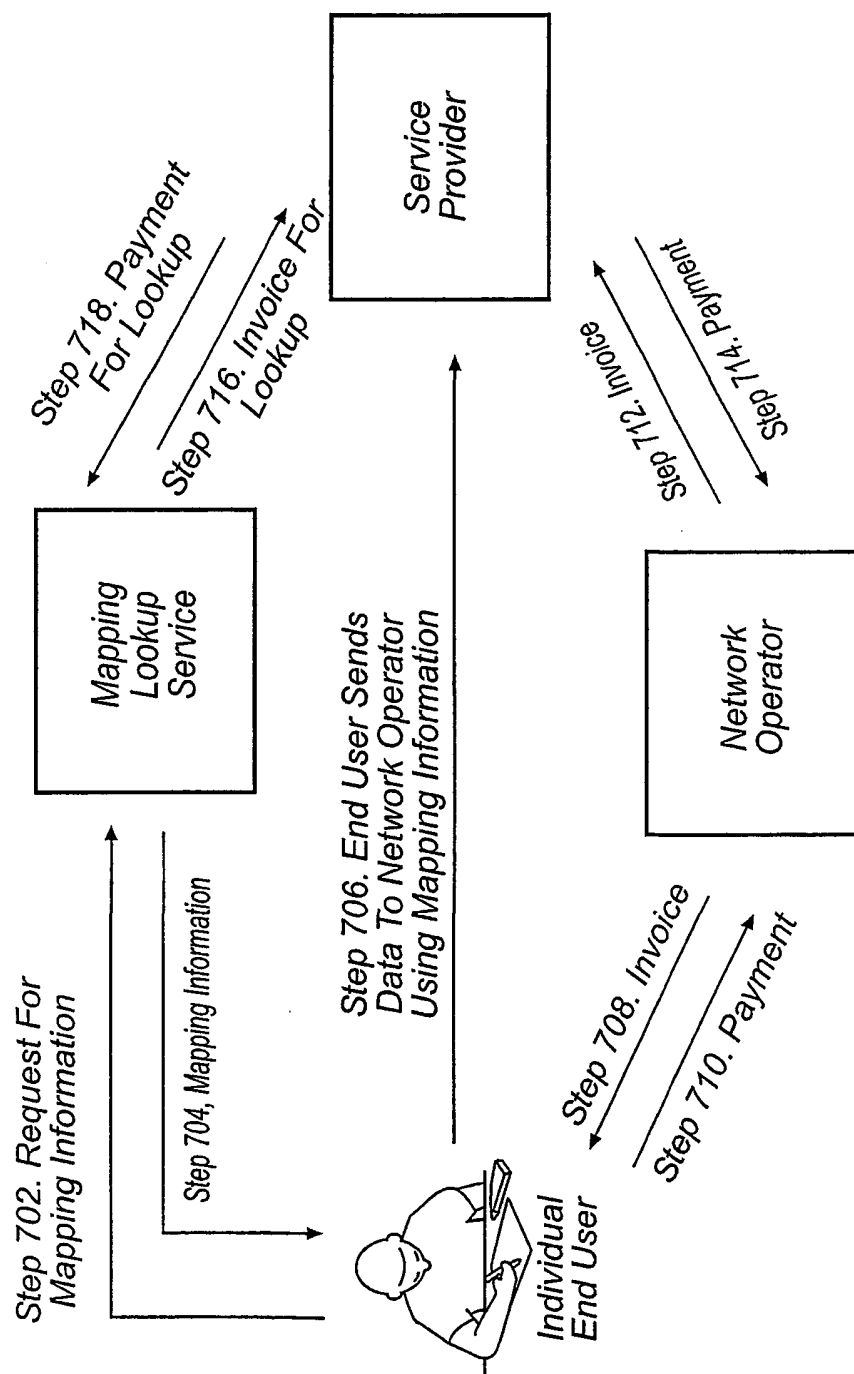 Step 702. Request For
Mapping Information
Step 704, Mapping Information
Mapping
Lookup
Service
Step 718. Payment
For Lookup
Step 716. Invoice For
Lookup
Step 706. End User Sends
Data To Network Operator
Using Mapping Information
Service
Provider
Individual
End User
Step 708. Invoice
Step 710. Payment
Network
Operator
Step 712. Invoice
Step 714. Payment